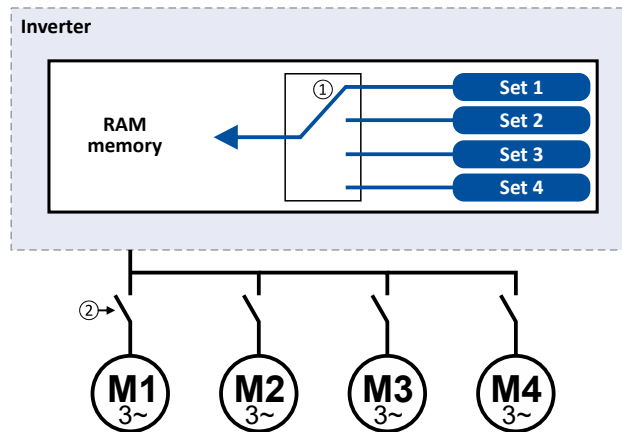 Inverter
①
Set 1
Set 2
RAM
memory
Set 3
Set 4
②
M1
3~
M2
3~
M3
3~
M4
3~